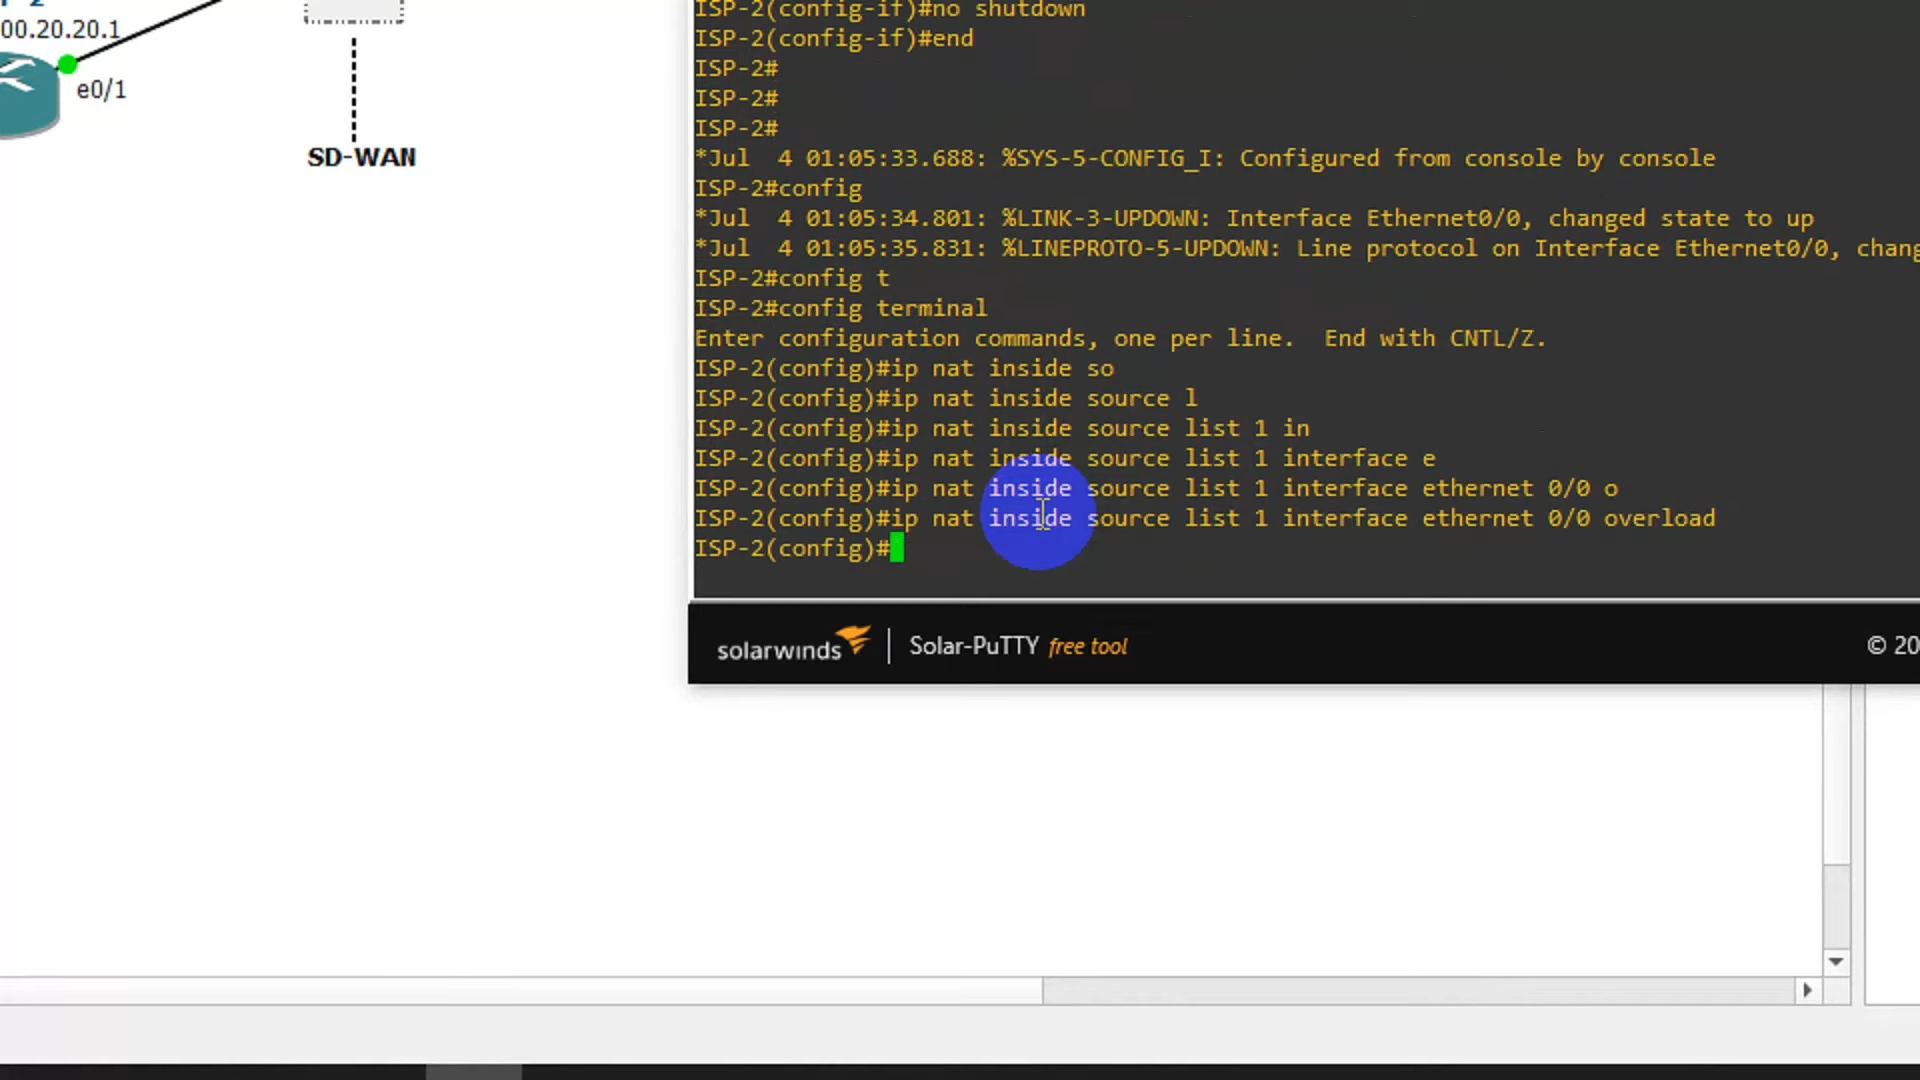 00.20.20.1
e0/1
SD-WAN
ISP-2(config-if)#no shutdown
ISP-2(config-if)#end
ISP-2#
ISP-2#
ISP-2#
*Jul  4 01:05:33.688: %SYS-5-CONFIG_I: Configured from console by console
ISP-2#config
*Jul  4 01:05:34.801: %LINK-3-UPDOWN: Interface Ethernet0/0, changed state to up
*Jul  4 01:05:35.831: %LINEPROTO-5-UPDOWN: Line protocol on Interface Ethernet0/0, chang
ISP-2#config t
ISP-2#config terminal
Enter configuration commands, one per line.  End with CNTL/Z.
ISP-2(config)#ip nat inside so
ISP-2(config)#ip nat inside source l
ISP-2(config)#ip nat inside source list 1 in
ISP-2(config)#ip nat inside source list 1 interface e
ISP-2(config)#ip nat inside source list 1 interface ethernet 0/0 o
ISP-2(config)#ip nat inside source list 1 interface ethernet 0/0 overload
ISP-2(config)#
solarwinds | Solar-PuTTY free tool
© 20